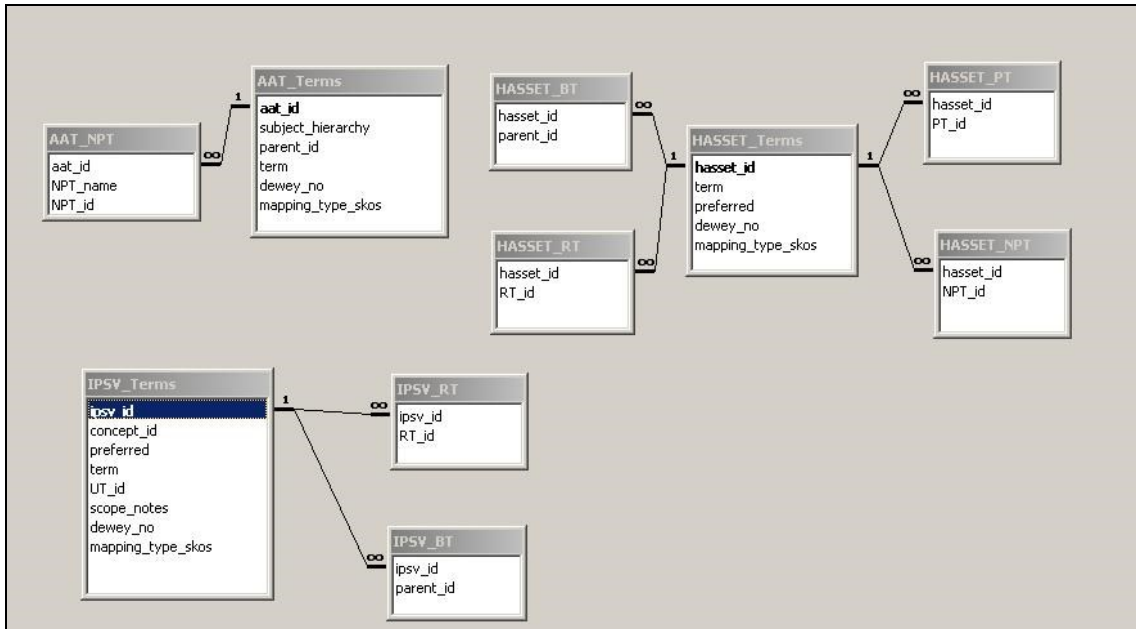 AAT_NPT
aat_id
NPT_name
NPT_id
∞
1
AAT_Terms
aat_id
subject_hierarchy
parent_id
term
dewey_no
mapping_type_skos
HASSET_BT
hasset_id
parent_id
∞
HASSET_RT
hasset_id
RT_id
∞
1
HASSET_Terms
hasset_id
term
preferred
dewey_no
mapping_type_skos
1
∞
HASSET_PT
hasset_id
PT_id
∞
HASSET_NPT
hasset_id
NPT_id
IPSV_Terms
ipsv_id
concept_id
preferred
term
UT_id
scope_notes
dewey_no
mapping_type_skos
1
∞
IPSV_RT
ipsv_id
RT_id
∞
IPSV_BT
ipsv_id
parent_id